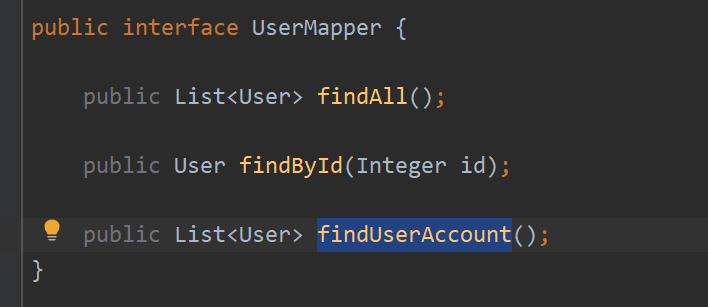 public interface UserMapper {
public List<User> findAll();
public User findById(Integer id);
public List<User> findUserAccount();
}